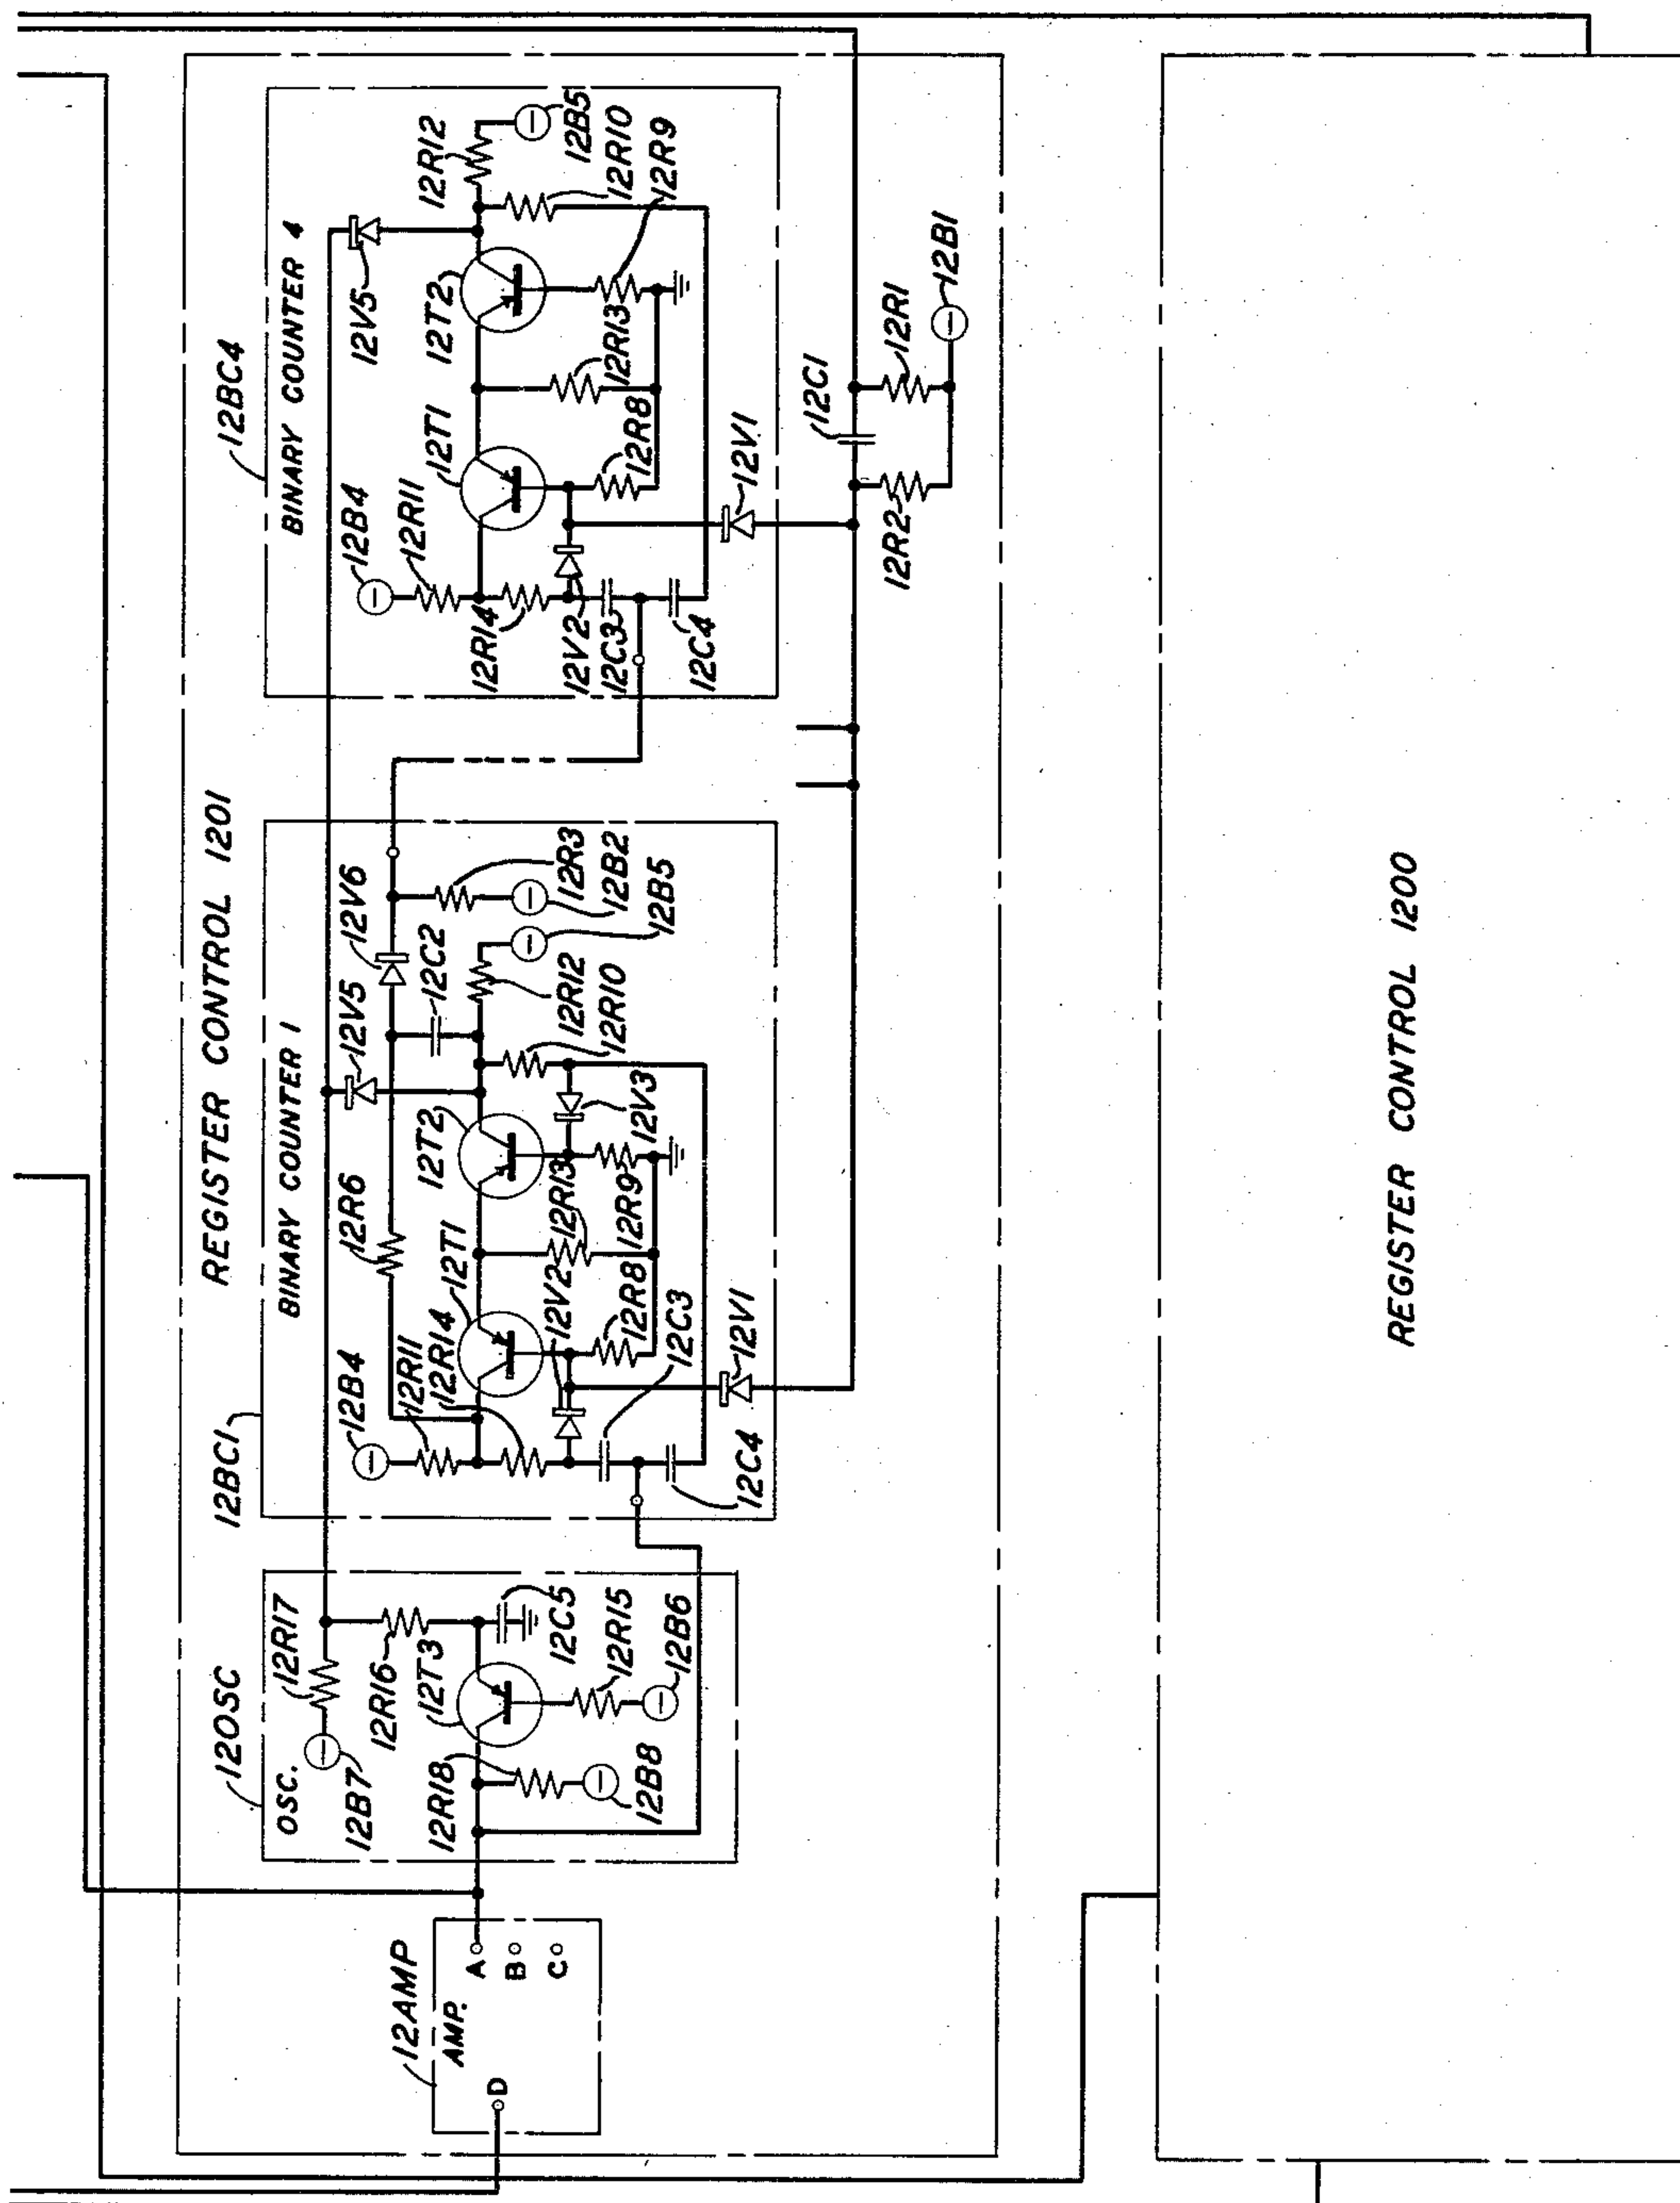 REGISTER CONTROL 1201
12AMP
AMP.
A
B
C
D
12OSC
OSC.
12B7
12R17
12R16
12T3
12R18
12B8
12C5
12R15
12B6
12BC1
BINARY COUNTER 1
12B4
12R11
12R14
12T1
12R6
12V2
12R13
12T2
12V5
12V6
12C2
12R3
12B2
12B5
12R12
12R10
12V3
12R9
12R8
12C3
12V1
12C4
12BC4
BINARY COUNTER 4
12B4
12R11
12R14
12T1
12T2
12V5
12R12
12B5
12R10
12R9
12R13
12R8
12V2
12C3
12C4
12V1
12C1
12R1
12B1
12R2
REGISTER CONTROL 1200